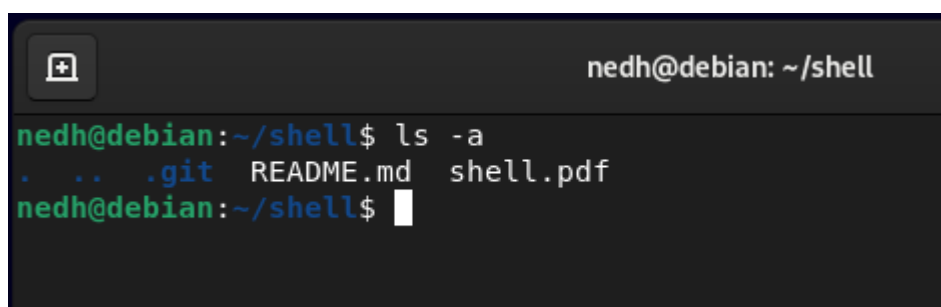 nedh@debian: ~/shell
nedh@debian:~/shell$ ls -a
.  ..  .git  README.md  shell.pdf
nedh@debian:~/shell$